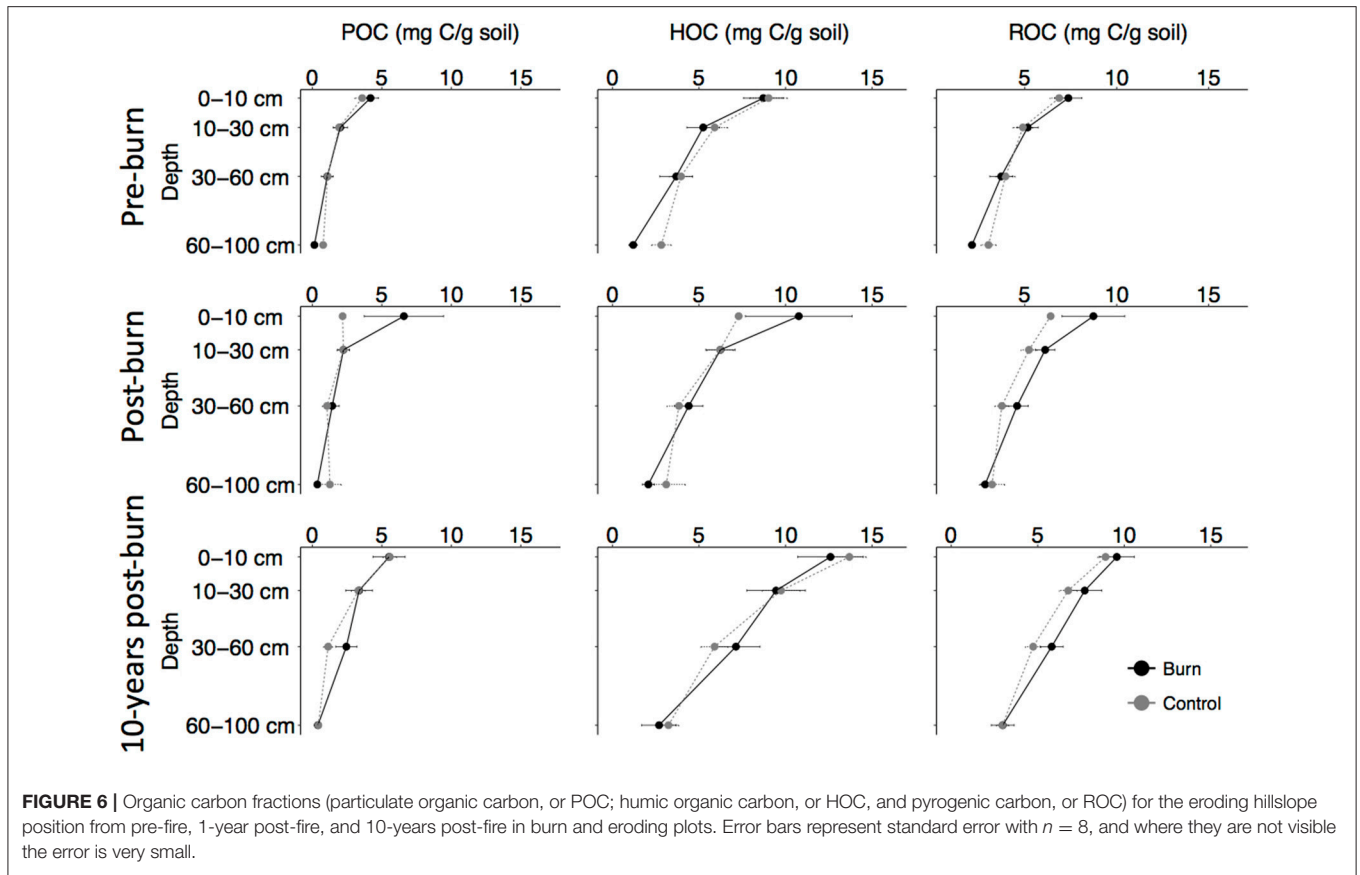 POC (mg C/g soil) HOC (mg C/g soil) ROC (mg C/g soil)
0 5 10 15 0 5 10 15 5 10 15
Pre-burn
Depth
0–10 cm
10–30 cm
30–60 cm
60–100 cm
0 5 10 15 0 5 10 15 5 10 15
Post-burn
Depth
0–10 cm
10–30 cm
30–60 cm
60–100 cm
0 5 10 15 0 5 10 15 0 5 10 15
10-years post-burn
Depth
0–10 cm
10–30 cm
30–60 cm
60–100 cm
Burn
Control
FIGURE 6 | Organic carbon fractions (particulate organic carbon, or POC; humic organic carbon, or HOC, and pyrogenic carbon, or ROC) for the eroding hillslope
position from pre-fire, 1-year post-fire, and 10-years post-fire in burn and eroding plots. Error bars represent standard error with n = 8, and where they are not visible
the error is very small.